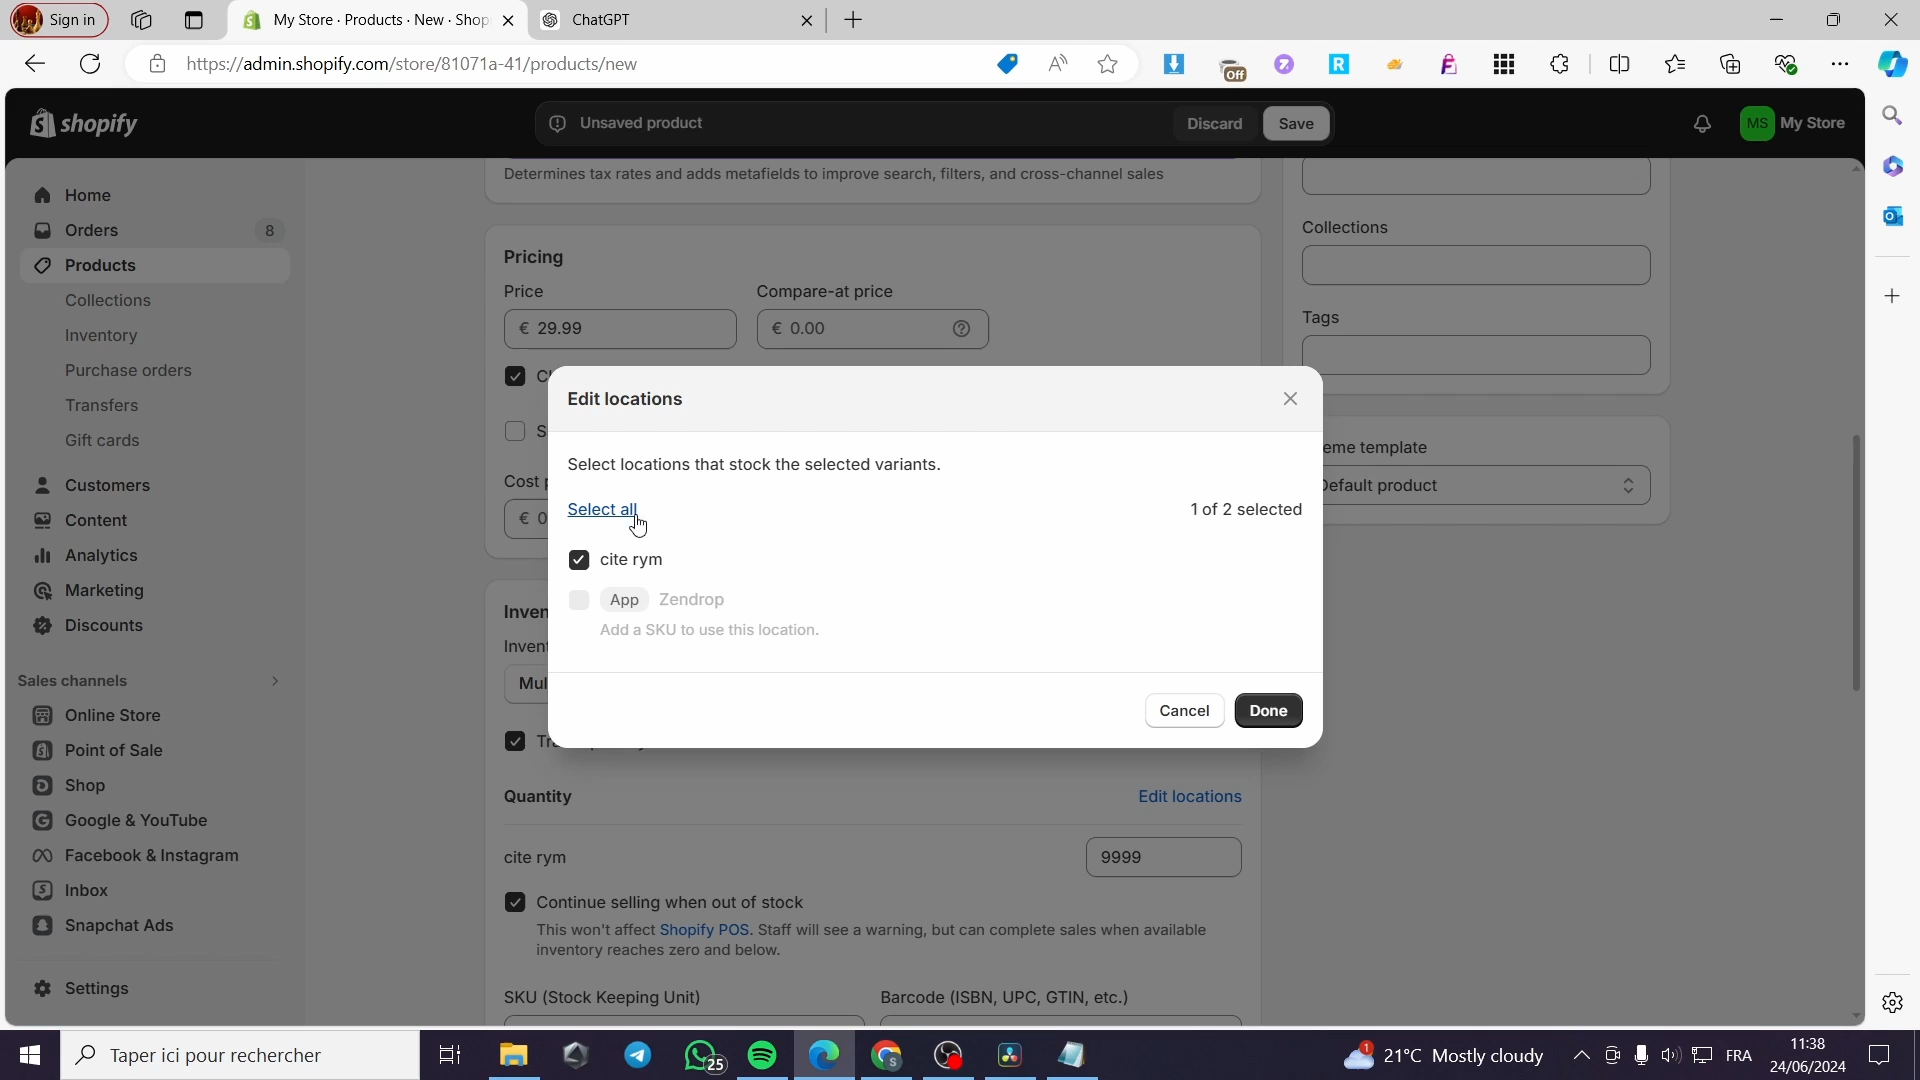 Sign in
My Store · Products · New · Shop
ChatGPT
https://admin.shopify.com/store/81071a-41/products/new
Off
shopify
Unsaved product
Discard
Save
MS
My Store
Home
Orders
8
Products
Collections
Inventory
Purchase orders
Transfers
Gift cards
Customers
Content
Analytics
Marketing
Discounts
Sales channels
Online Store
Point of Sale
Shop
Google & YouTube
Facebook & Instagram
Inbox
Snapchat Ads
Settings
Determines tax rates and adds metafields to improve search, filters, and cross-channel sales
Pricing
Price
Compare-at price
€ 29.99
€ 0.00
Cost
€ 0
Collections
Tags
eme template
Default product
Edit locations
Select locations that stock the selected variants.
Select all
1 of 2 selected
cite rym
App Zendrop
Add a SKU to use this location.
Cancel
Done
Inven
Inven
Mul
Quantity
Edit locations
cite rym
9999
Continue selling when out of stock
This won't affect Shopify POS. Staff will see a warning, but can complete sales when available
inventory reaches zero and below.
SKU (Stock Keeping Unit)
Barcode (ISBN, UPC, GTIN, etc.)
Taper ici pour rechercher
25
1
21°C Mostly cloudy
FRA
11:38
24/06/2024